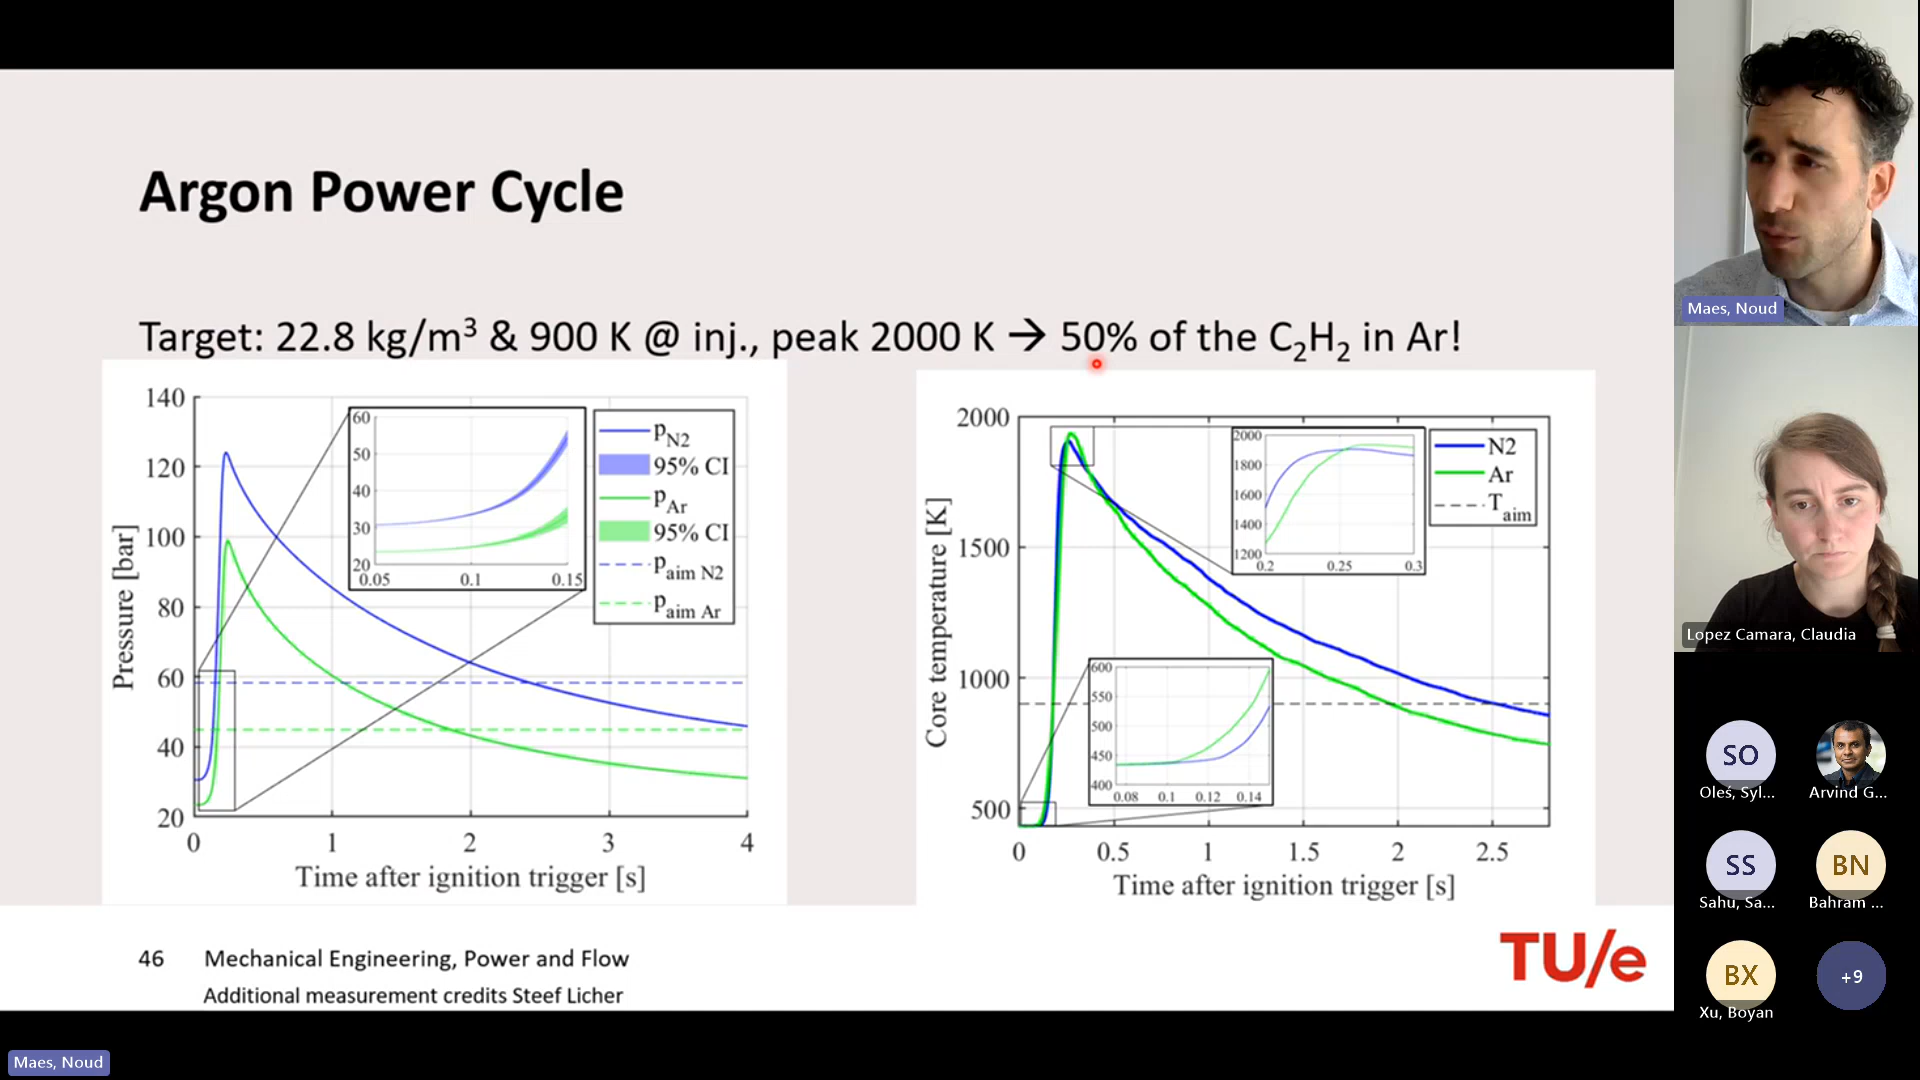 Argon Power Cycle
Target: 22.8 kg/m³ & 900 K @ inj., peak 2000 K → 50% of the C₂H₂ in Ar!
140
120
100
80
60
40
20
Pressure [bar]
0 1 2 3 4
Time after ignition trigger [s]
60
50
40
30
20
0.05 0.1 0.15
p N2
95% CI
p Ar
95% CI
p aim N2
p aim Ar
2000
1500
1000
500
Core temperature [K]
0 0.5 1 1.5 2 2.5
Time after ignition trigger [s]
2000
1800
1600
1400
1200
0.2 0.25 0.3
600
550
500
450
400
0.08 0.1 0.12 0.14
N2
Ar
T aim
46 Mechanical Engineering, Power and Flow
Additional measurement credits Steef Licher
TU/e
Maes, Noud
Maes, Noud
Lopez Camara, Claudia
SO
Oleś, Syl...
Arvind G...
SS
Sahu, Sa...
BN
Bahram ...
BX
Xu, Boyan
+9